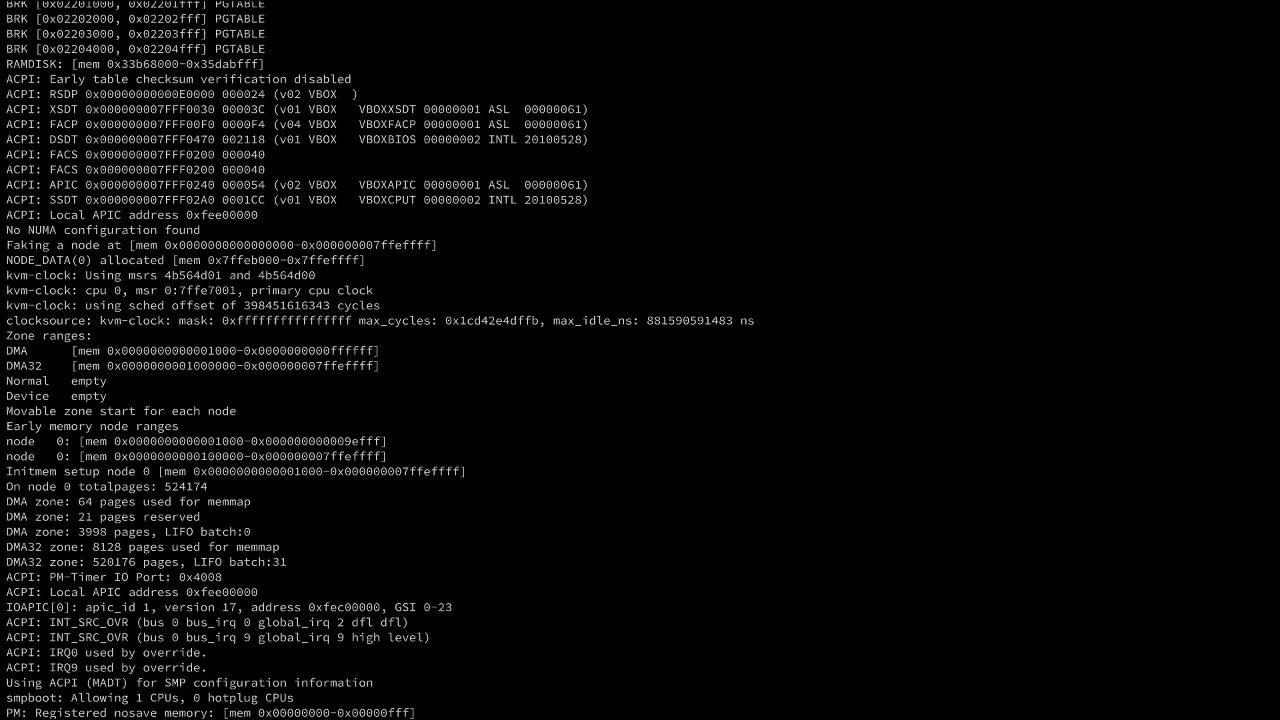 BRK [0x02201000, 0x02201fff] PGTABLE
BRK [0x02202000, 0x02202fff] PGTABLE
BRK [0x02203000, 0x02203fff] PGTABLE
BRK [0x02204000, 0x02204fff] PGTABLE
RAMDISK: [mem 0x33b68000-0x35dabfff]
ACPI: Early table checksum verification disabled
ACPI: RSDP 0x00000000000E0000 000024 (v02 VBOX  )
ACPI: XSDT 0x000000007FFF0030 00003C (v01 VBOX   VBOXXSDT 00000001 ASL  00000061)
ACPI: FACP 0x000000007FFF00F0 0000F4 (v04 VBOX   VBOXFACP 00000001 ASL  00000061)
ACPI: DSDT 0x000000007FFF0470 002118 (v01 VBOX   VBOXBIOS 00000002 INTL 20100528)
ACPI: FACS 0x000000007FFF0200 000040
ACPI: FACS 0x000000007FFF0200 000040
ACPI: APIC 0x000000007FFF0240 000054 (v02 VBOX   VBOXAPIC 00000001 ASL  00000061)
ACPI: SSDT 0x000000007FFF02A0 0001CC (v01 VBOX   VBOXCPUT 00000002 INTL 20100528)
ACPI: Local APIC address 0xfee00000
No NUMA configuration found
Faking a node at [mem 0x0000000000000000-0x000000007ffeffff]
NODE_DATA(0) allocated [mem 0x7ffeb000-0x7ffeffff]
kvm-clock: Using msrs 4b564d01 and 4b564d00
kvm-clock: cpu 0, msr 0:7ffe7001, primary cpu clock
kvm-clock: using sched offset of 398451616343 cycles
clocksource: kvm-clock: mask: 0xffffffffffffffff max_cycles: 0x1cd42e4dffb, max_idle_ns: 881590591483 ns
Zone ranges:
DMA      [mem 0x0000000000001000-0x0000000000ffffff]
DMA32    [mem 0x0000000001000000-0x000000007ffeffff]
Normal   empty
Device   empty
Movable zone start for each node
Early memory node ranges
node   0: [mem 0x0000000000001000-0x000000000009efff]
node   0: [mem 0x0000000000100000-0x000000007ffeffff]
Initmem setup node 0 [mem 0x0000000000001000-0x000000007ffeffff]
On node 0 totalpages: 524174
DMA zone: 64 pages used for memmap
DMA zone: 21 pages reserved
DMA zone: 3998 pages, LIFO batch:0
DMA32 zone: 8128 pages used for memmap
DMA32 zone: 520176 pages, LIFO batch:31
ACPI: PM-Timer IO Port: 0x4008
ACPI: Local APIC address 0xfee00000
IOAPIC[0]: apic_id 1, version 17, address 0xfec00000, GSI 0-23
ACPI: INT_SRC_OVR (bus 0 bus_irq 0 global_irq 2 dfl dfl)
ACPI: INT_SRC_OVR (bus 0 bus_irq 9 global_irq 9 high level)
ACPI: IRQ0 used by override.
ACPI: IRQ9 used by override.
Using ACPI (MADT) for SMP configuration information
smpboot: Allowing 1 CPUs, 0 hotplug CPUs
PM: Registered nosave memory: [mem 0x00000000-0x00000fff]